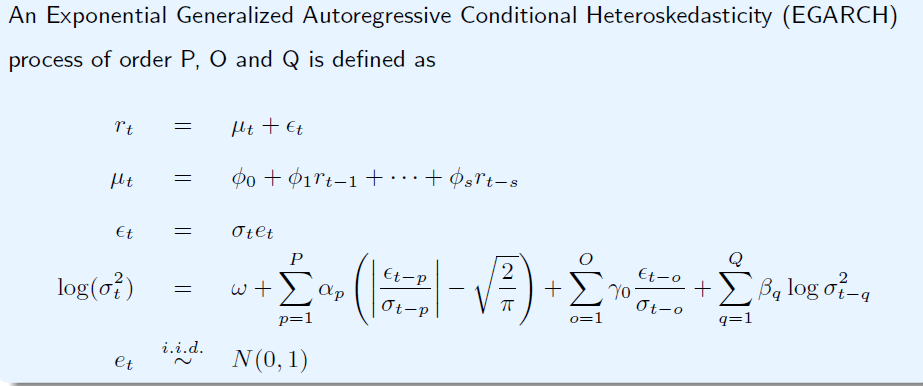 An Exponential Generalized Autoregressive Conditional Heteroskedasticity (EGARCH)
process of order P, O and Q is defined as
r_t = μ_t + ϵ_t
μ_t = ϕ_0 + ϕ_1 r_{t−1} + ⋯ + ϕ_s r_{t−s}
ϵ_t = σ_t e_t
log(σ_t^2) = ω + ∑_{p=1}^{P} α_p ( | ϵ_{t−p} / σ_{t−p} | − √(2/π) ) + ∑_{o=1}^{O} γ_0 ϵ_{t−o} / σ_{t−o} + ∑_{q=1}^{Q} β_q log σ_{t−q}^2
e_t i.i.d. ∼ N(0, 1)